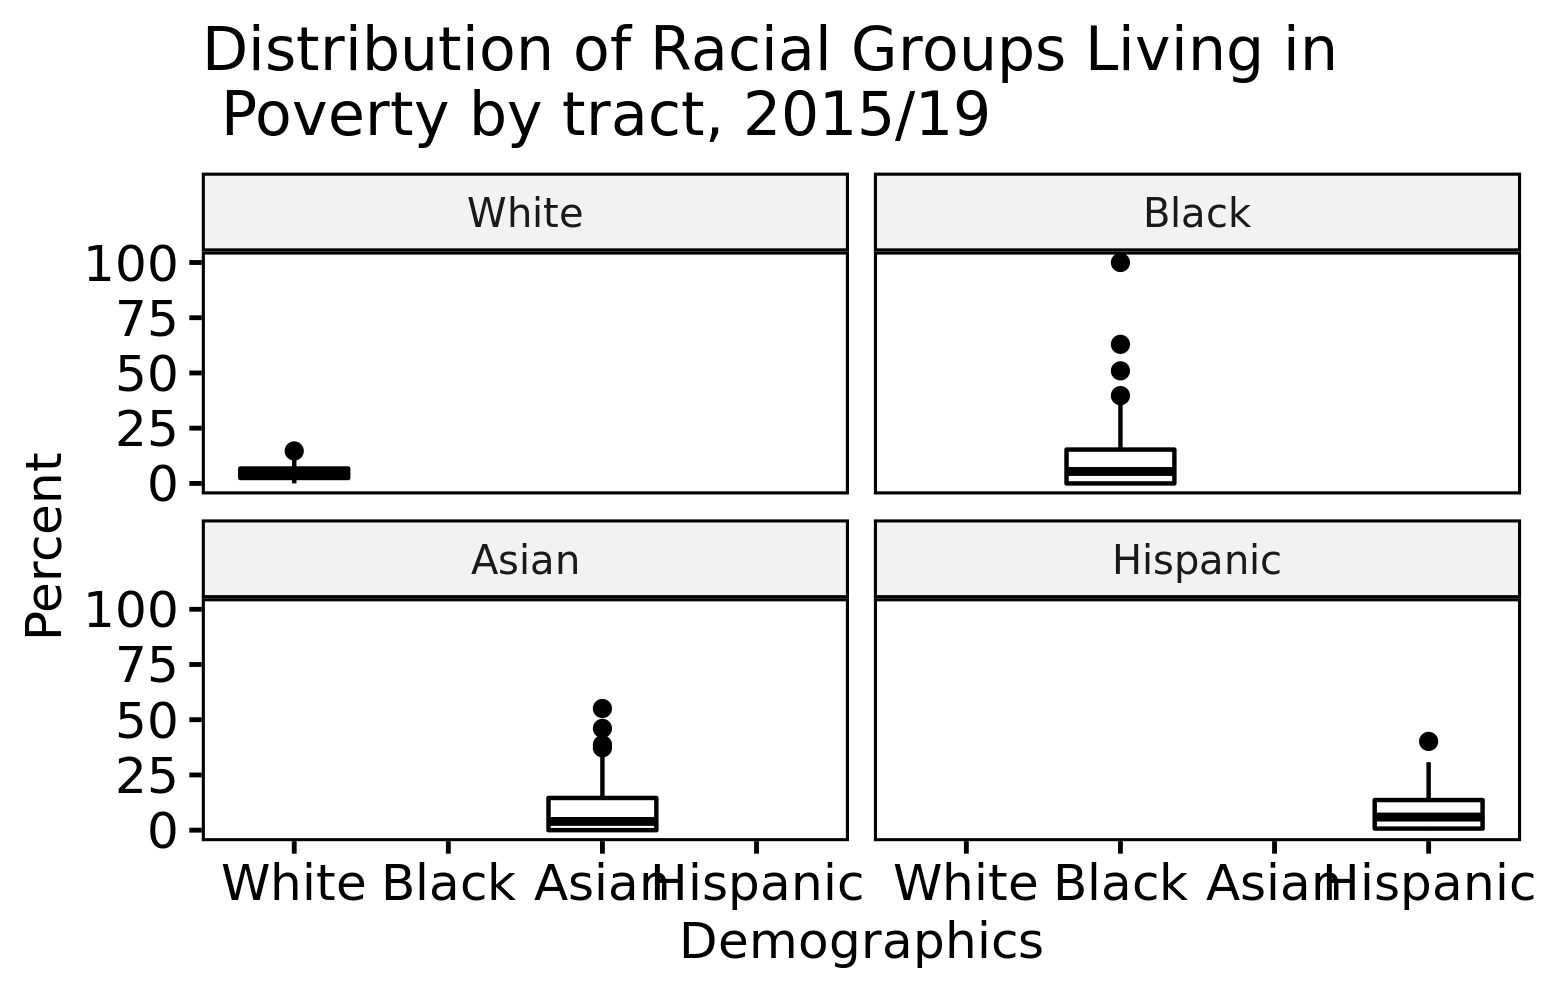 Distribution of Racial Groups Living in
Poverty by tract, 2015/19
White
Black
100
75
50
25
0
Asian
Hispanic
100
75
50
25
0
Percent
White Black Asian Hispanic
White Black Asian Hispanic
Demographics